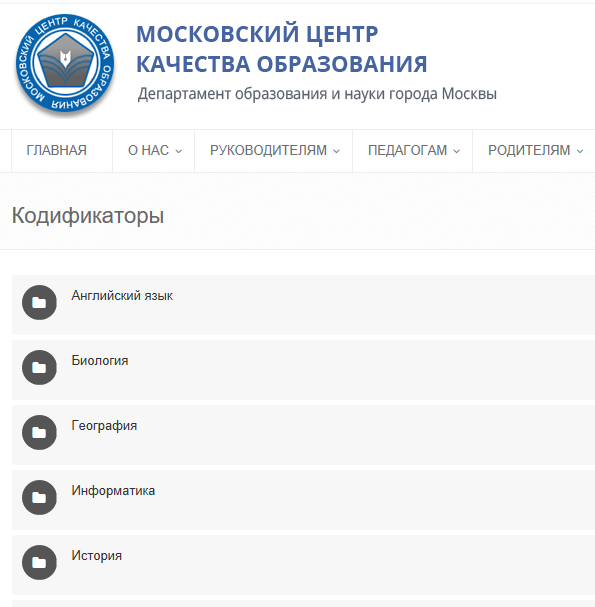 МОСКОВСКИЙ ЦЕНТР КАЧЕСТВА ОБРАЗОВАНИЯ
МОСКОВСКИЙ ЦЕНТР
КАЧЕСТВА ОБРАЗОВАНИЯ
Департамент образования и науки города Москвы
ГЛАВНАЯ О НАС РУКОВОДИТЕЛЯМ ПЕДАГОГАМ РОДИТЕЛЯМ
Кодификаторы
Английский язык
Биология
География
Информатика
История